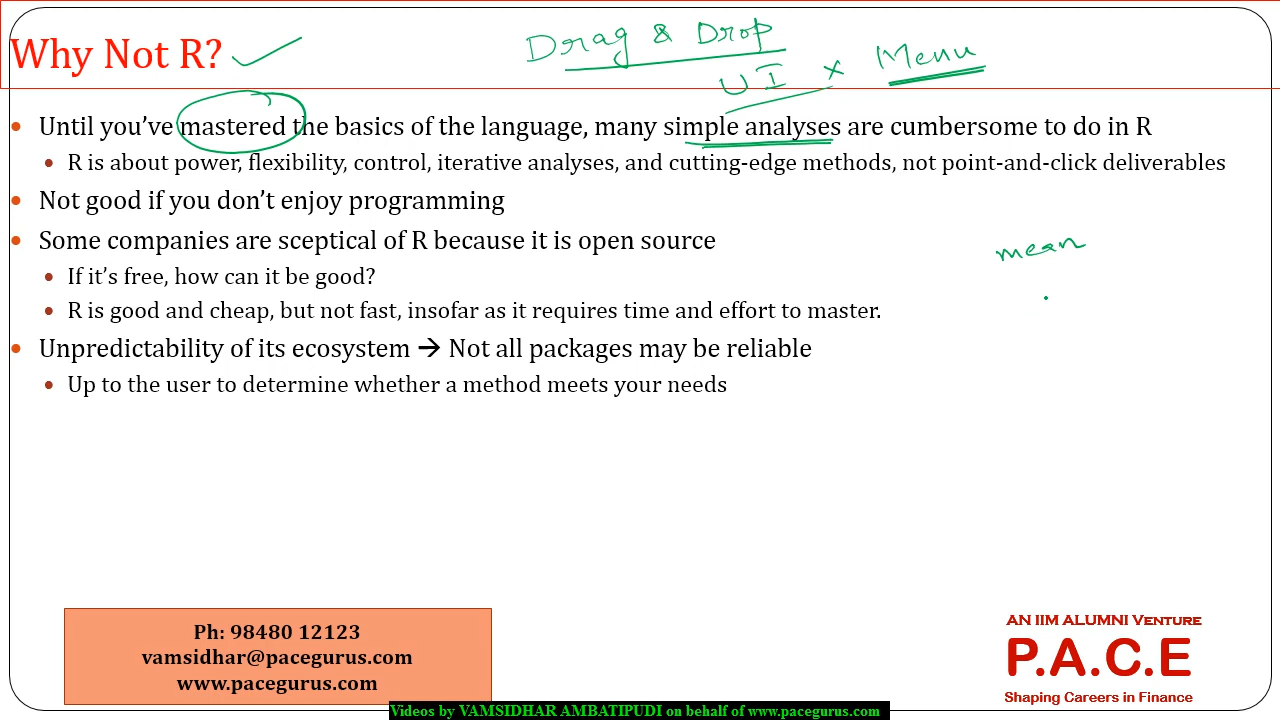 Drag & Drop
Why Not R?
UI x Menu
• Until you’ve mastered the basics of the language, many simple analyses are cumbersome to do in R
• R is about power, flexibility, control, iterative analyses, and cutting-edge methods, not point-and-click deliverables
• Not good if you don’t enjoy programming
• Some companies are sceptical of R because it is open source
mean
• If it’s free, how can it be good?
• R is good and cheap, but not fast, insofar as it requires time and effort to master.
• Unpredictability of its ecosystem → Not all packages may be reliable
• Up to the user to determine whether a method meets your needs
Ph: 98480 12123
vamsidhar@pacegurus.com
www.pacegurus.com
AN IIM ALUMNI VENTURE
P.A.C.E
Shaping Careers in Finance
Videos by VAMSIDHAR AMBATIPUDI on behalf of www.pacegurus.com